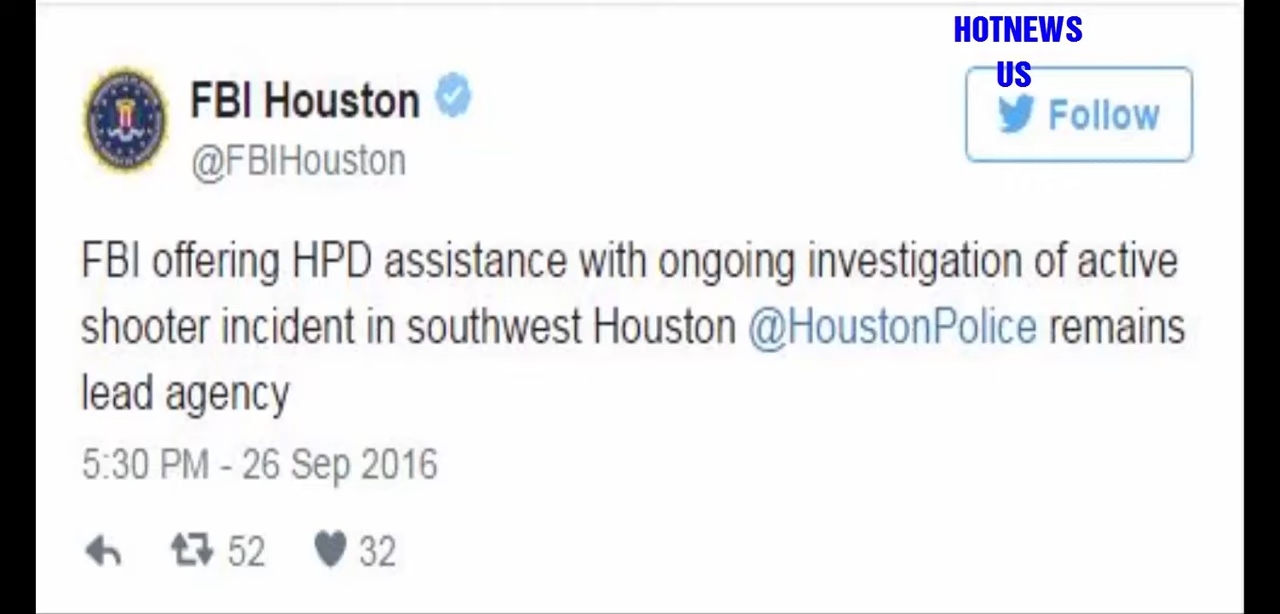 HOTNEWS
US
FBI Houston
@FBIHouston
Follow
FBI offering HPD assistance with ongoing investigation of active
shooter incident in southwest Houston @HoustonPolice remains
lead agency
5:30 PM - 26 Sep 2016
52 32